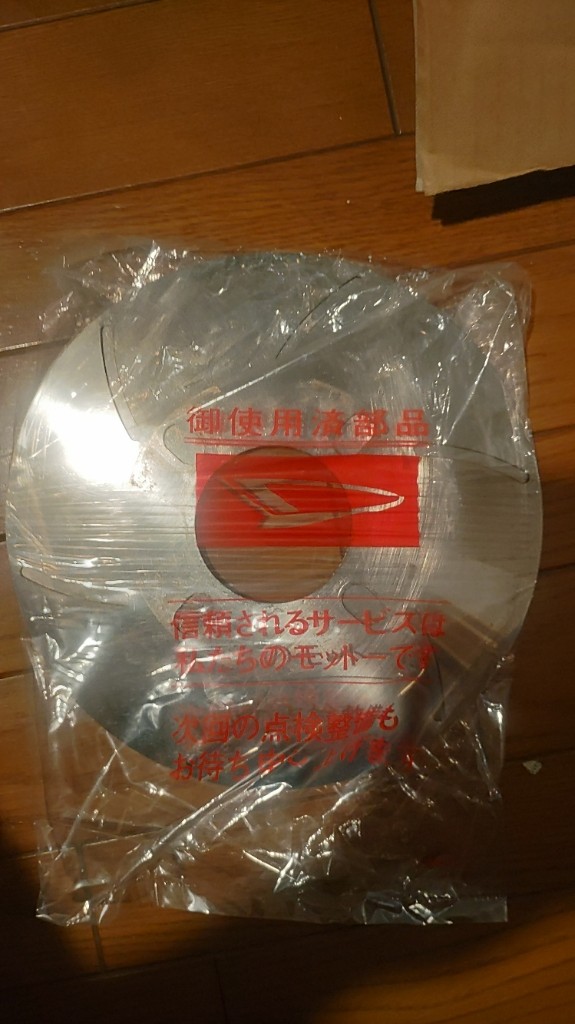 御使用済部品
信頼されるサービスは
私たちのモットーです
次回の点検整備も
お待ち